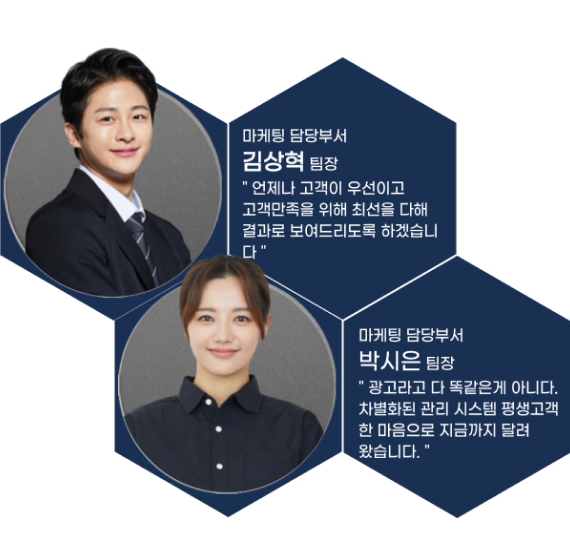 마케팅 담당부서
김상혁 팀장
" 언제나 고객이 우선이고
고객만족을 위해 최선을 다해
결과로 보여드리도록 하겠습니
다 "
마케팅 담당부서
박시은 팀장
" 광고라고 다 똑같은게 아니다.
차별화된 관리 시스템 평생고객
한 마음으로 지금까지 달려
왔습니다. "